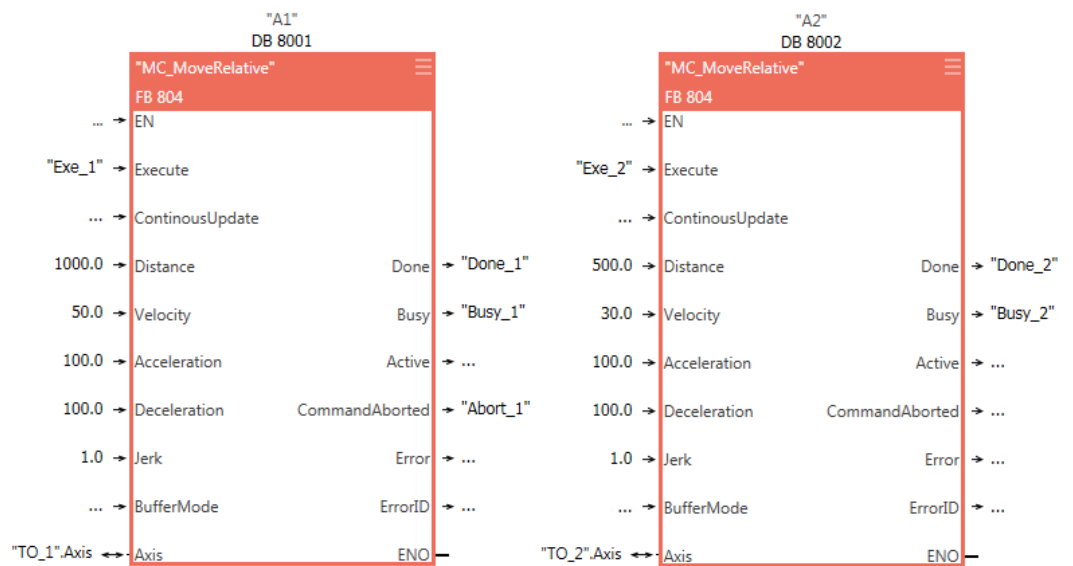 "A1"
DB 8001
"MC_MoveRelative"
FB 804
... EN
"Exe_1" Execute
... ContinousUpdate
1000.0 Distance Done "Done_1"
50.0 Velocity Busy "Busy_1"
100.0 Acceleration Active ...
100.0 Deceleration CommandAborted "Abort_1"
1.0 Jerk Error ...
... BufferMode ErrorID ...
"TO_1".Axis Axis ENO
"A2"
DB 8002
"MC_MoveRelative"
FB 804
... EN
"Exe_2" Execute
... ContinousUpdate
500.0 Distance Done "Done_2"
30.0 Velocity Busy "Busy_2"
100.0 Acceleration Active ...
100.0 Deceleration CommandAborted ...
1.0 Jerk Error ...
... BufferMode ErrorID ...
"TO_2".Axis Axis ENO